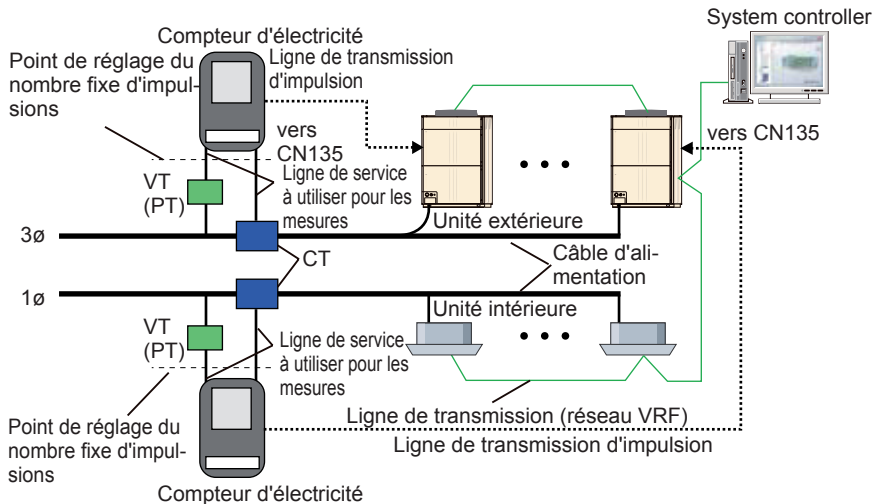 System controller
Compteur d'électricité
Point de réglage du
nombre fixe d'impul-
sions
Ligne de transmission
d'impulsion
vers
CN135
vers CN135
VT
(PT)
Ligne de service
à utiliser pour les
mesures
Unité extérieure
3ø
CT
Câble d'ali-
mentation
1ø
Unité intérieure
VT
(PT)
Ligne de service
à utiliser pour les
mesures
Point de réglage du
nombre fixe d'impul-
sions
Ligne de transmission (réseau VRF)
Ligne de transmission d'impulsion
Compteur d'électricité